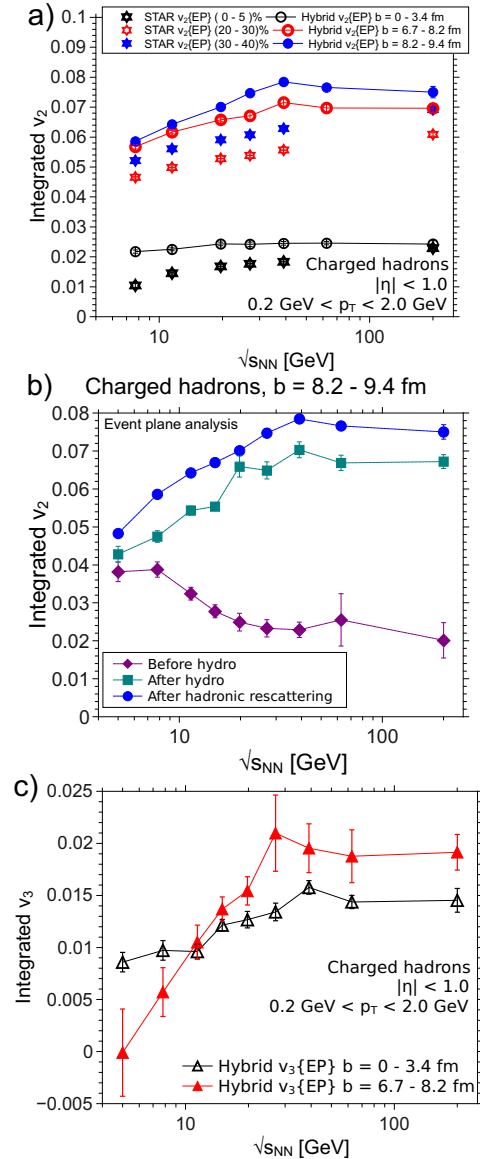 a)
STAR v₂{EP} ( 0 - 5 )%
STAR v₂{EP} (20 - 30)%
STAR v₂{EP} (30 - 40)%
Hybrid v₂{EP} b = 0 - 3.4 fm
Hybrid v₂{EP} b = 6.7 - 8.2 fm
Hybrid v₂{EP} b = 8.2 - 9.4 fm
Integrated v₂
0.1
0.09
0.08
0.07
0.06
0.05
0.04
0.03
0.02
0.01
0
Charged hadrons
|η| < 1.0
0.2 GeV < p_T < 2.0 GeV
10
100
√s_NN [GeV]
b) Charged hadrons, b = 8.2 - 9.4 fm
Event plane analysis
Integrated v₂
0.08
0.07
0.06
0.05
0.04
0.03
0.02
0.01
0
Before hydro
After hydro
After hadronic rescattering
10
100
√s_NN [GeV]
c)
Integrated v₃
0.025
0.02
0.015
0.01
0.005
0
−0.005
Charged hadrons
|η| < 1.0
0.2 GeV < p_T < 2.0 GeV
Hybrid v₃{EP} b = 0 - 3.4 fm
Hybrid v₃{EP} b = 6.7 - 8.2 fm
10
100
√s_NN [GeV]